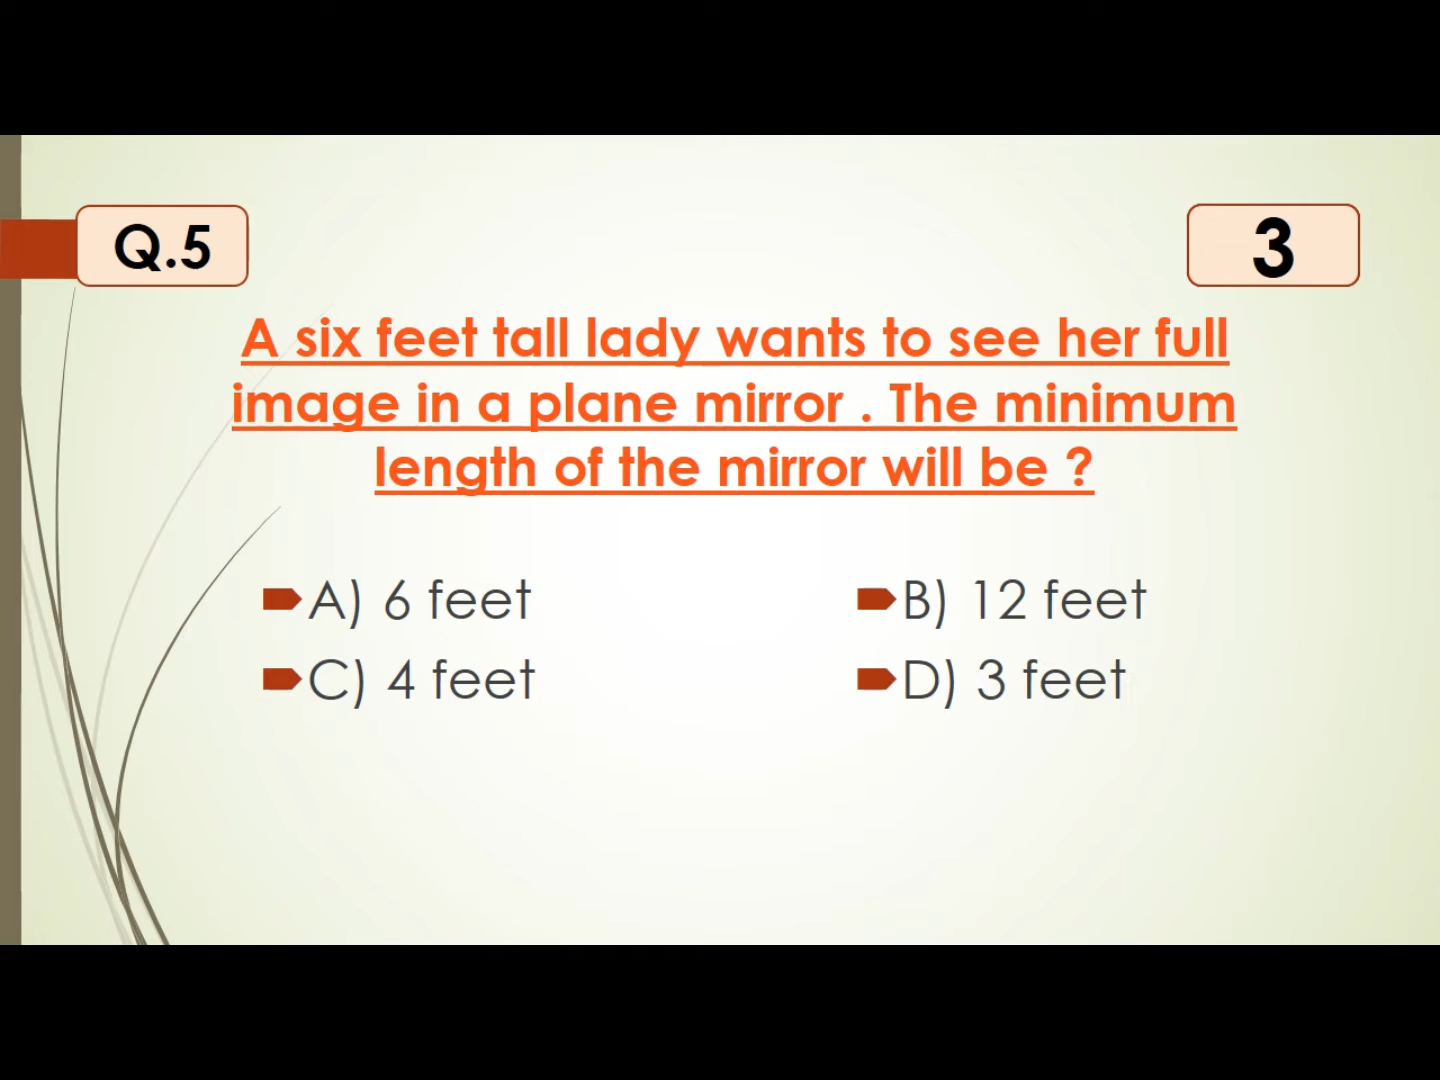 Q.5
3
A six feet tall lady wants to see her full
image in a plane mirror . The minimum
length of the mirror will be ?
A) 6 feet
B) 12 feet
C) 4 feet
D) 3 feet